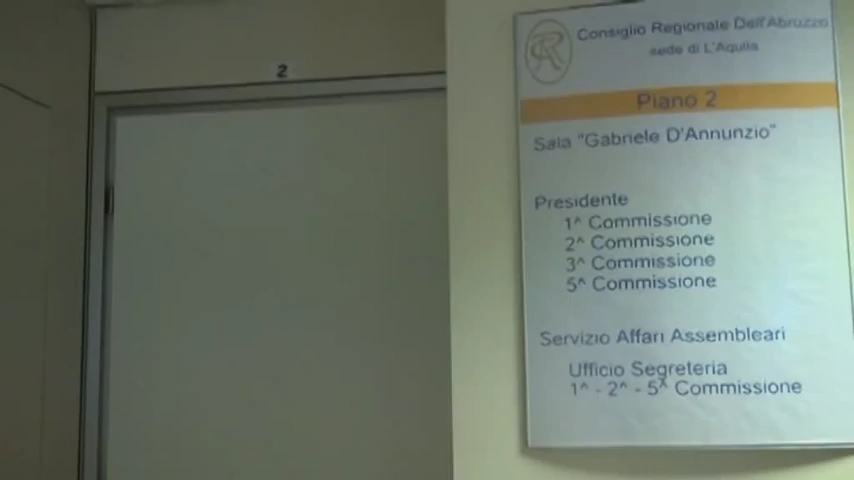 2
Consiglio Regionale Dell'Abruzzo
sede di L'Aquila
Piano 2
Sala "Gabriele D'Annunzio"
Presidente
1^ Commissione
2^ Commissione
3^ Commissione
5^ Commissione
Servizio Affari Assembleari
Ufficio Segreteria
1^ - 2^ - 5^ Commissione